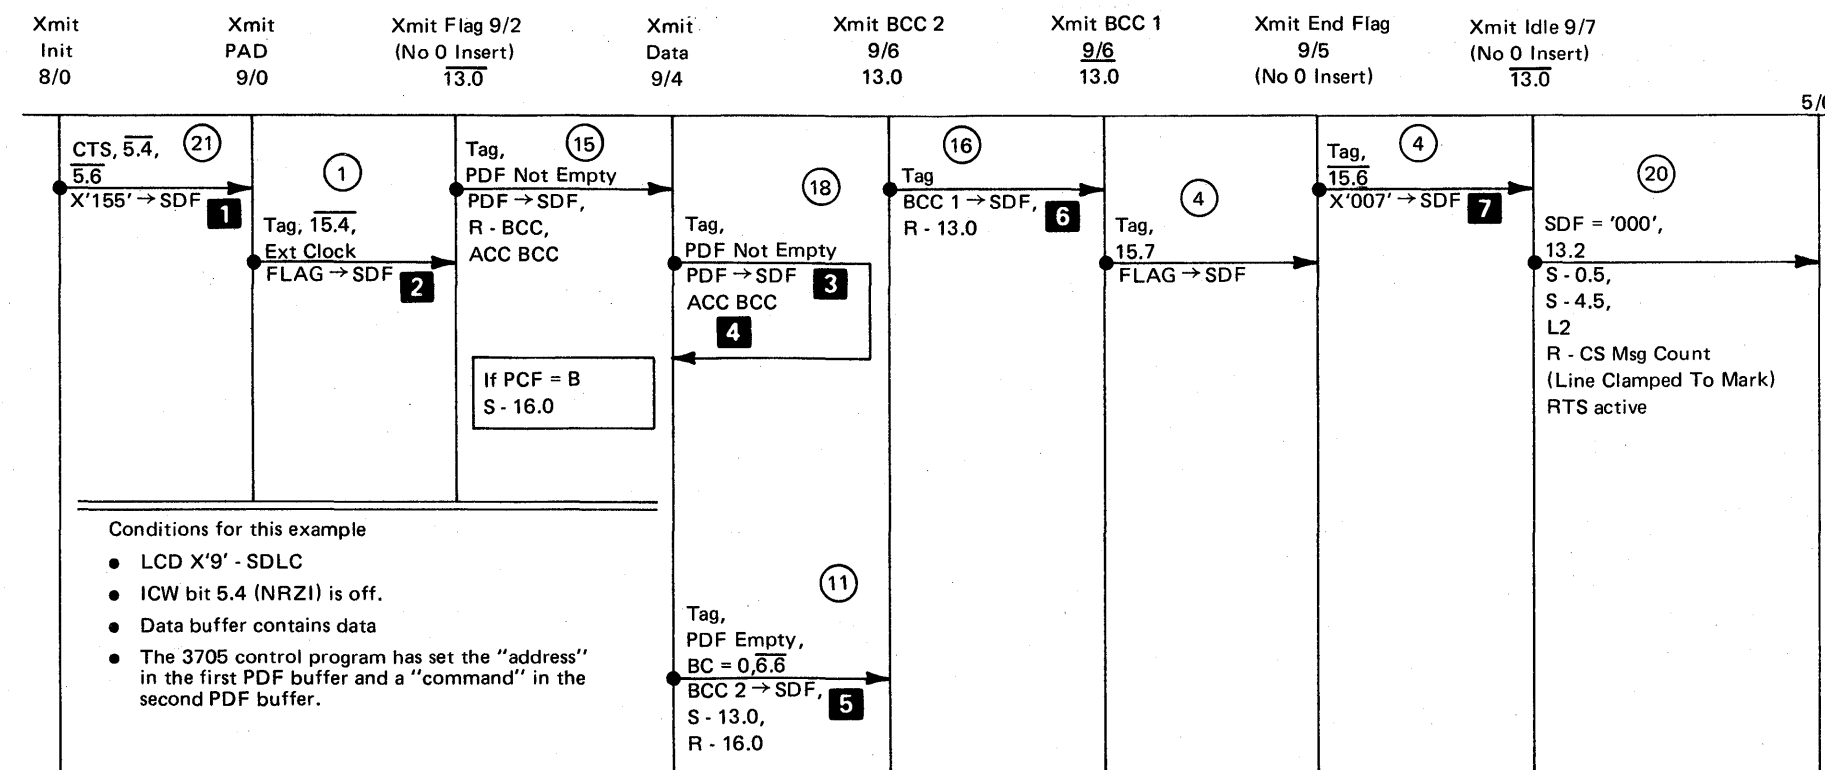 Xmit
Init
8/0
Xmit
PAD
9/0
Xmit Flag 9/2
(No 0 Insert)
1̅3̅.̅0̅
Xmit
Data
9/4
Xmit BCC 2
9/6
13.0
Xmit BCC 1
9/6
13.0
Xmit End Flag
9/5
(No 0 Insert)
Xmit Idle 9/7
(No 0 Insert)
1̅3̅.̅0̅
CTS, 5̅.̅4̅,
5̅.̅6̅
X'155' → SDF
21
1
Tag, 1̅5̅.̅4̅,
Ext Clock
FLAG → SDF
1
2
Tag,
PDF Not Empty
PDF → SDF,
R - BCC,
ACC BCC
15
If PCF = B
S - 16.0
18
Tag,
PDF Not Empty
PDF → SDF
ACC BCC
3
4
11
Tag,
PDF Empty,
BC = 0,6̅.̅6̅
BCC 2 → SDF,
S - 13.0,
R - 16.0
5
16
Tag
BCC 1 → SDF,
R - 13.0
6
4
Tag,
15.7
FLAG → SDF
4
Tag,
1̅5̅.̅6̅
X'007' → SDF
7
20
SDF = '000',
13.2
S - 0.5,
S - 4.5,
L2
R - CS Msg Count
(Line Clamped To Mark)
RTS active
Conditions for this example
● LCD X'9' - SDLC
● ICW bit 5.4 (NRZI) is off.
● Data buffer contains data
● The 3705 control program has set the "address"
in the first PDF buffer and a "command" in the
second PDF buffer.